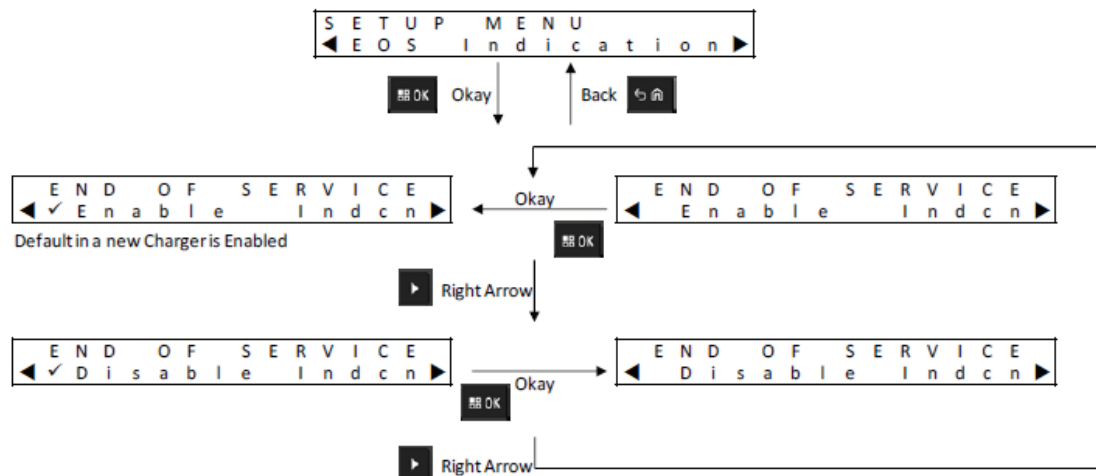 SETUP MENU
◀EOS Indication▶
OK Okay Back
END OF SERVICE
◀✓Enable Indcn▶
Okay
END OF SERVICE
◀ Enable Indcn▶
Default in a new Charger is Enabled
OK
Right Arrow
END OF SERVICE
◀✓Disable Indcn▶
Okay
END OF SERVICE
◀ Disable Indcn▶
OK
Right Arrow